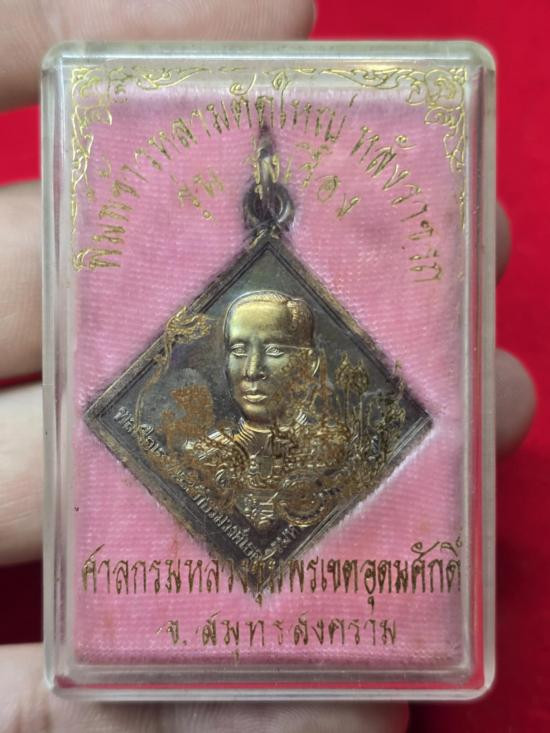 พิมพ์ข้าวหลามตัดใหญ่ หลังราชรถ
รุ่น รุ่งเรือง
ศาลกรมหลวงชุมพรเขตอุดมศักดิ์
จ. สมุทรสงคราม